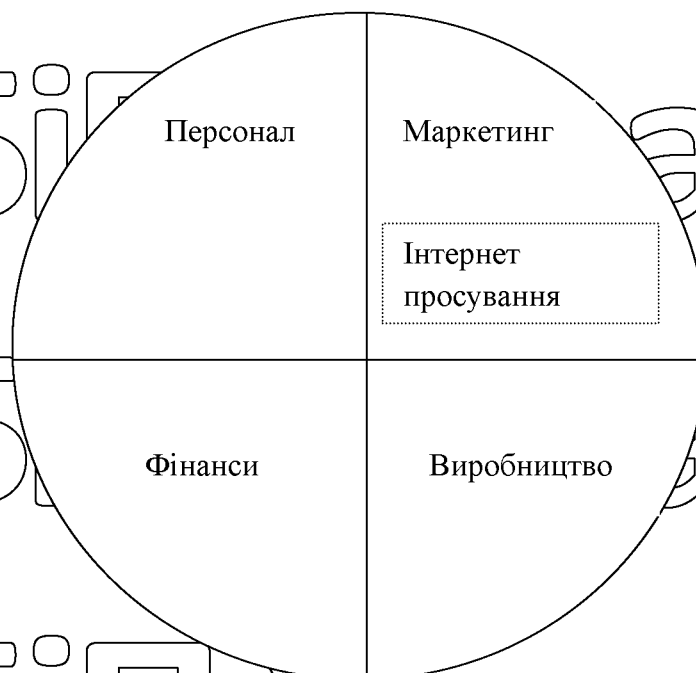 Персонал
Маркетинг
Інтернет
просування
Фінанси
Виробництво